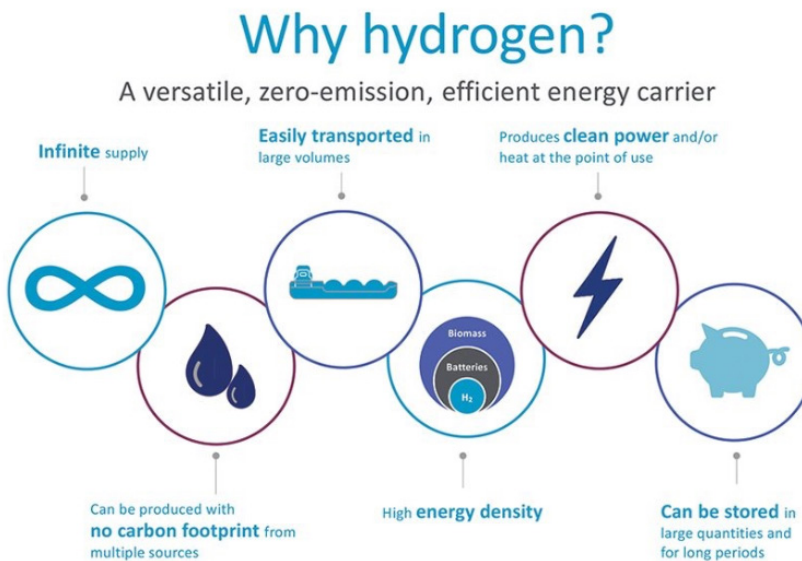 Why hydrogen?
A versatile, zero-emission, efficient energy carrier
Infinite supply
Easily transported in
large volumes
Produces clean power and/or
heat at the point of use
Biomass
Batteries
H₂
Can be produced with
no carbon footprint from
multiple sources
High energy density
Can be stored in
large quantities and
for long periods